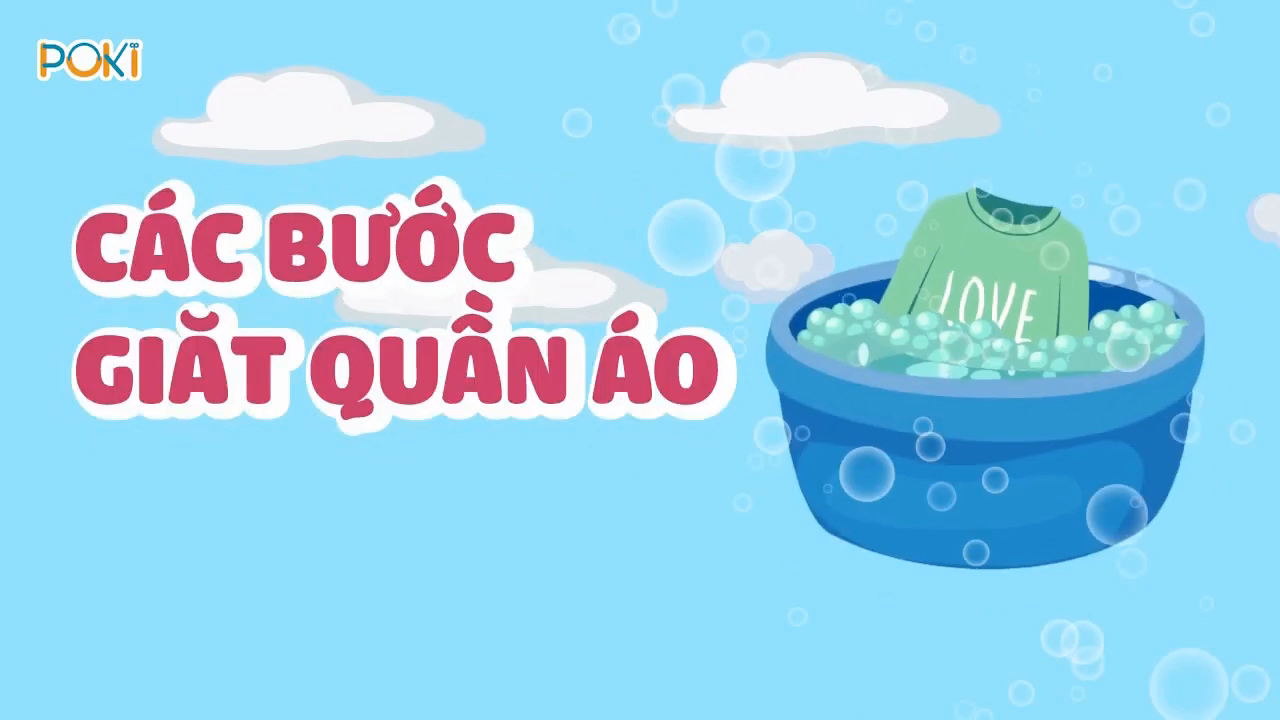 POKI
CÁC BƯỚC
GIẶT QUẦN ÁO
LOVE